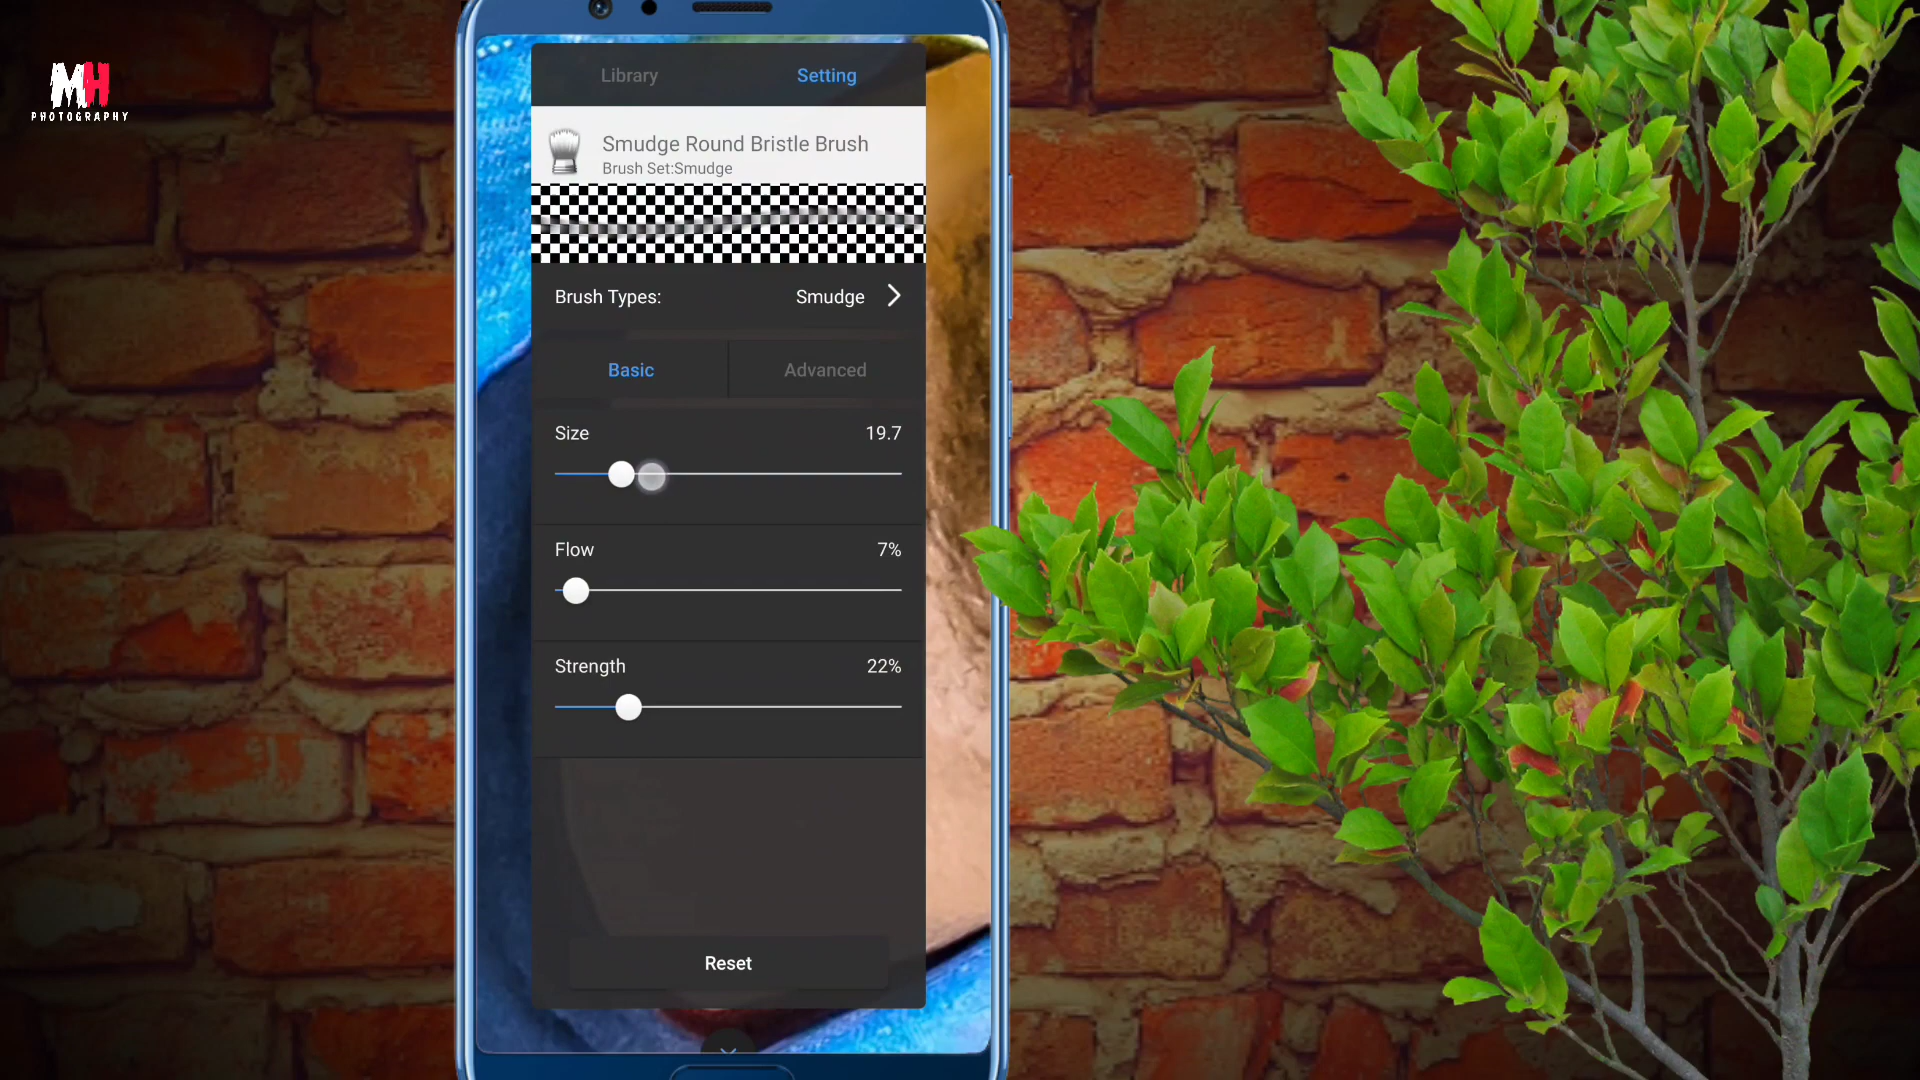 MH
PHOTOGRAPHY
Library Setting
Smudge Round Bristle Brush
Brush Set:Smudge
Brush Types: Smudge
Basic Advanced
Size 19.7
Flow 7%
Strength 22%
Reset